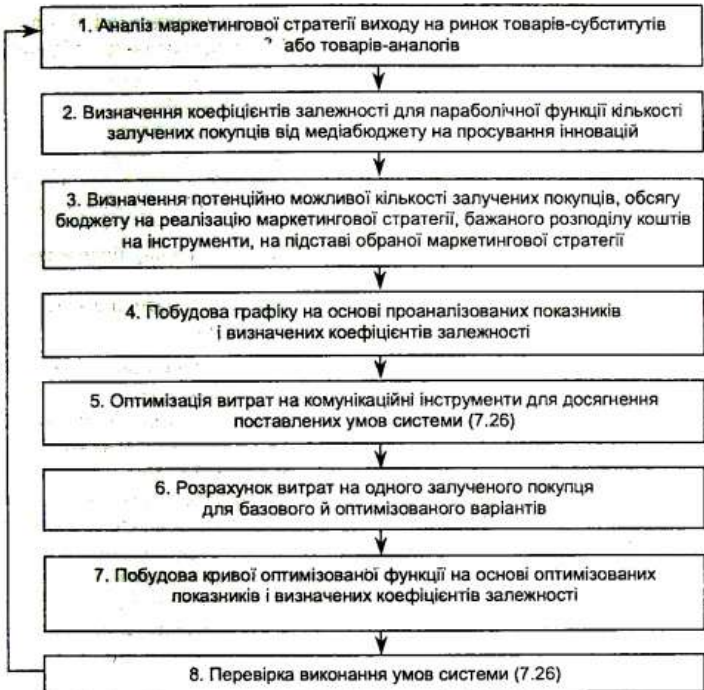 1. Аналіз маркетингової стратегії виходу на ринок товарів-субститутів
або товарів-аналогів
2. Визначення коефіцієнтів залежності для параболічної функції кількості
залучених покупців від медіабюджету на просування інновацій
3. Визначення потенційно можливої кількості залучених покупців, обсягу
бюджету на реалізацію маркетингової стратегії, бажаного розподілу коштів
на інструменти, на підставі обраної маркетингової стратегії
4. Побудова графіку на основі проаналізованих показників
і визначених коефіцієнтів залежності
5. Оптимізація витрат на комунікаційні інструменти для досягнення
поставлених умов системи (7.26)
6. Розрахунок витрат на одного залученого покупця
для базового й оптимізованого варіантів
7. Побудова кривої оптимізованої функції на основі оптимізованих
показників і визначених коефіцієнтів залежності
8. Перевірка виконання умов системи (7.26)